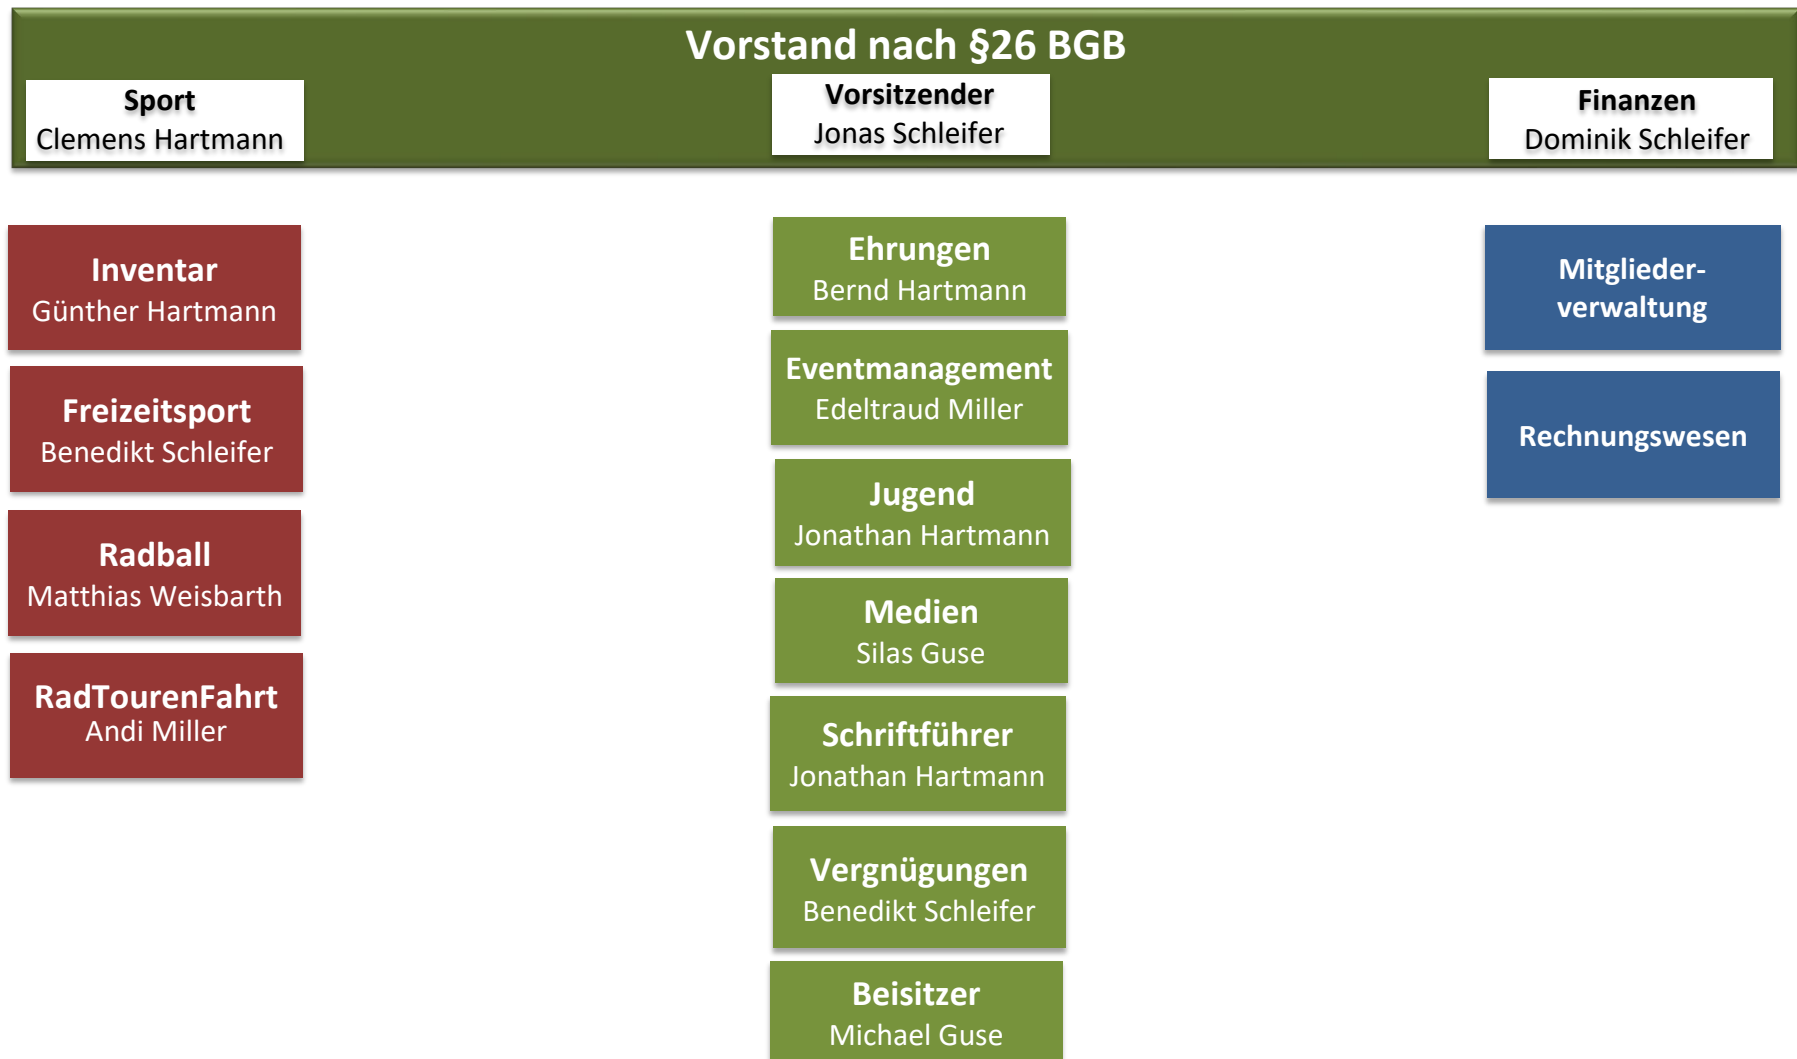 Vorstand nach §26 BGB
Sport
Clemens Hartmann
Vorsitzender
Jonas Schleifer
Finanzen
Dominik Schleifer
Inventar
Günther Hartmann
Freizeitsport
Benedikt Schleifer
Radball
Matthias Weisbarth
RadTourenFahrt
Andi Miller
Ehrungen
Bernd Hartmann
Eventmanagement
Edeltraud Miller
Jugend
Jonathan Hartmann
Medien
Silas Guse
Schriftführer
Jonathan Hartmann
Vergnügungen
Benedikt Schleifer
Beisitzer
Michael Guse
Mitglieder-
verwaltung
Rechnungswesen